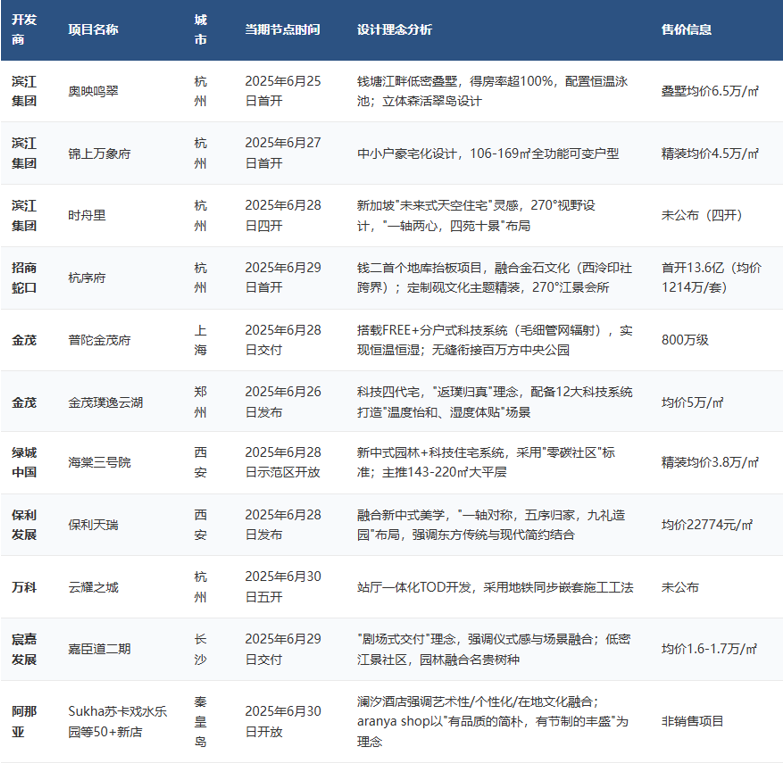 开发商 项目名称 城市 当期节点时间 设计理念分析 售价信息
滨江集团 奥映鸣翠 杭州 2025年6月25日首开 钱塘江畔低密叠墅，得房率超100%，配置恒温泳池；立体森活翠岛设计 叠墅均价6.5万/㎡
滨江集团 锦上万象府 杭州 2025年6月27日首开 中小户豪宅化设计，106-169㎡全功能可变户型 精装均价4.5万/㎡
滨江集团 时舟里 杭州 2025年6月28日四开 新加坡"未来式天空住宅"灵感，270°视野设计，"一轴两心，四苑十景"布局 未公布（四开）
招商蛇口 杭序府 杭州 2025年6月29日首开 钱二首个地库抬板项目，融合金石文化（西泠印社跨界）；定制砚文化主题精装，270°江景会所 首开13.6亿（均价1214万/套）
金茂 普陀金茂府 上海 2025年6月28日交付 搭载FREE+分户式科技系统（毛细管网辐射），实现恒温恒湿；无缝衔接百万方中央公园 800万级
金茂 金茂璞逸云湖 郑州 2025年6月26日发布 科技四代宅，"返璞归真"理念，配备12大科技系统打造"温度怡和、湿度体贴"场景 均价5万/㎡
绿城中国 海棠三号院 西安 2025年6月28日示范区开放 新中式园林+科技住宅系统，采用"零碳社区"标准；主推143-220㎡大平层 精装均价3.8万/㎡
保利发展 保利天瑞 西安 2025年6月28日发布 融合新中式美学，"一轴对称，五序归家，九礼造园"布局，强调东方传统与现代简约结合 均价22774元/㎡
万科 云耀之城 杭州 2025年6月30日五开 站厅一体化TOD开发，采用地铁同步嵌套施工工法 未公布
宸嘉发展 嘉臣道二期 长沙 2025年6月29日交付 "剧场式交付"理念，强调仪式感与场景融合；低密江景社区，园林融合名贵树种 均价1.6-1.7万/㎡
阿那亚 Sukha苏卡戏水乐园等50+新店 秦皇岛 2025年6月30日开放 澜汐酒店强调艺术性/个性化/在地文化融合；aranya shop以"有品质的简朴，有节制的丰盛"为理念 非销售项目